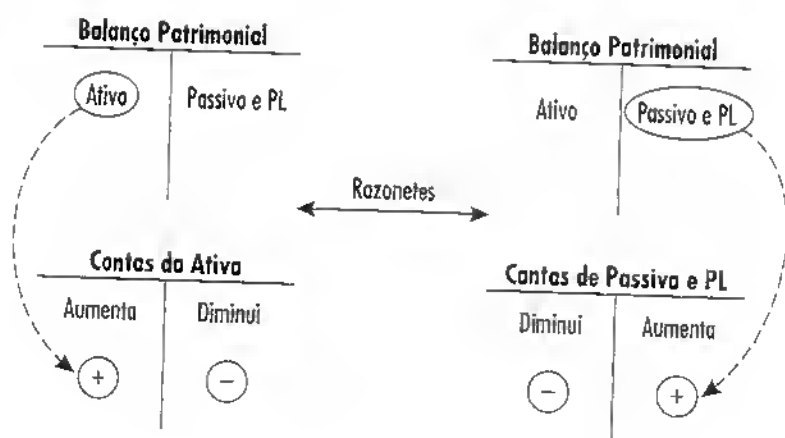 Balanço Patrimonial
Ativo
Passivo e PL
Balanço Patrimonial
Ativo
Passivo e PL
Razonetes
Contas do Ativo
Aumenta
Diminui
+
−
Contas de Passivo e PL
Diminui
Aumenta
−
+